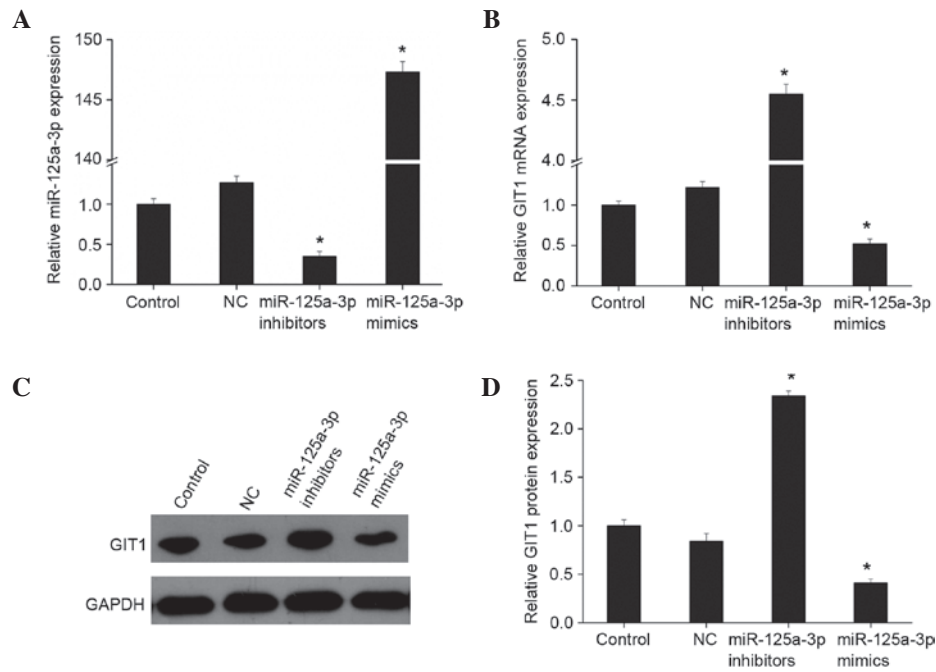 A
Relative miR-125a-3p expression
150
145
140
1.0
0.5
0.0
*
*
Control
NC
miR-125a-3p
inhibitors
miR-125a-3p
mimics
B
Relative GIT1 mRNA expression
5.0
4.5
4.0
1.0
0.5
0.0
*
*
Control
NC
miR-125a-3p
inhibitors
miR-125a-3p
mimics
C
Control
NC
miR-125a-3p
inhibitors
miR-125a-3p
mimics
GIT1
GAPDH
D
Relative GIT1 protein expression
2.5
2.0
1.5
1.0
0.5
0.0
*
*
Control
NC
miR-125a-3p
inhibitors
miR-125a-3p
mimics